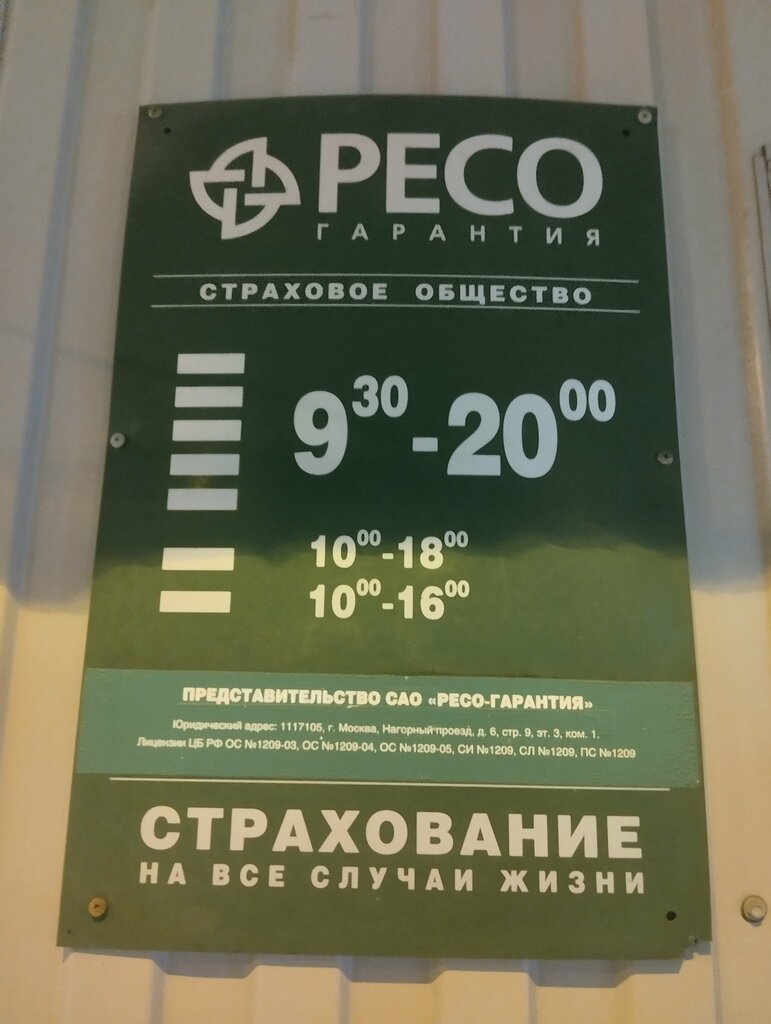 РЕСО
ГАРАНТИЯ
СТРАХОВОЕ ОБЩЕСТВО
9³⁰-20⁰⁰
10⁰⁰-18⁰⁰
10⁰⁰-16⁰⁰
ПРЕДСТАВИТЕЛЬСТВО САО «РЕСО-ГАРАНТИЯ»
Юридический адрес: 1117105, г. Москва, Нагорный проезд, д. 6, стр. 9, эт. 3, ком. 1.
Лицензии ЦБ РФ ОС №1209-03, ОС №1209-04, ОС №1209-05, СИ №1209, СЛ №1209, ПС №1209
СТРАХОВАНИЕ
НА ВСЕ СЛУЧАИ ЖИЗНИ